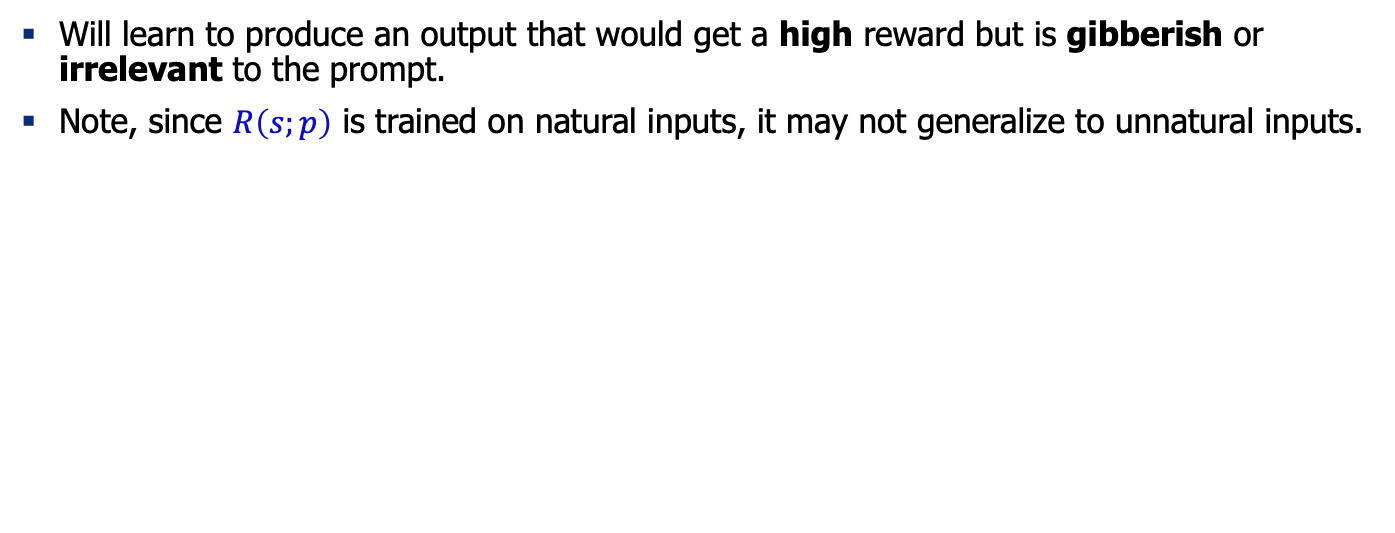 ▪ Will learn to produce an output that would get a high reward but is gibberish or
irrelevant to the prompt.
▪ Note, since R(s; p) is trained on natural inputs, it may not generalize to unnatural inputs.